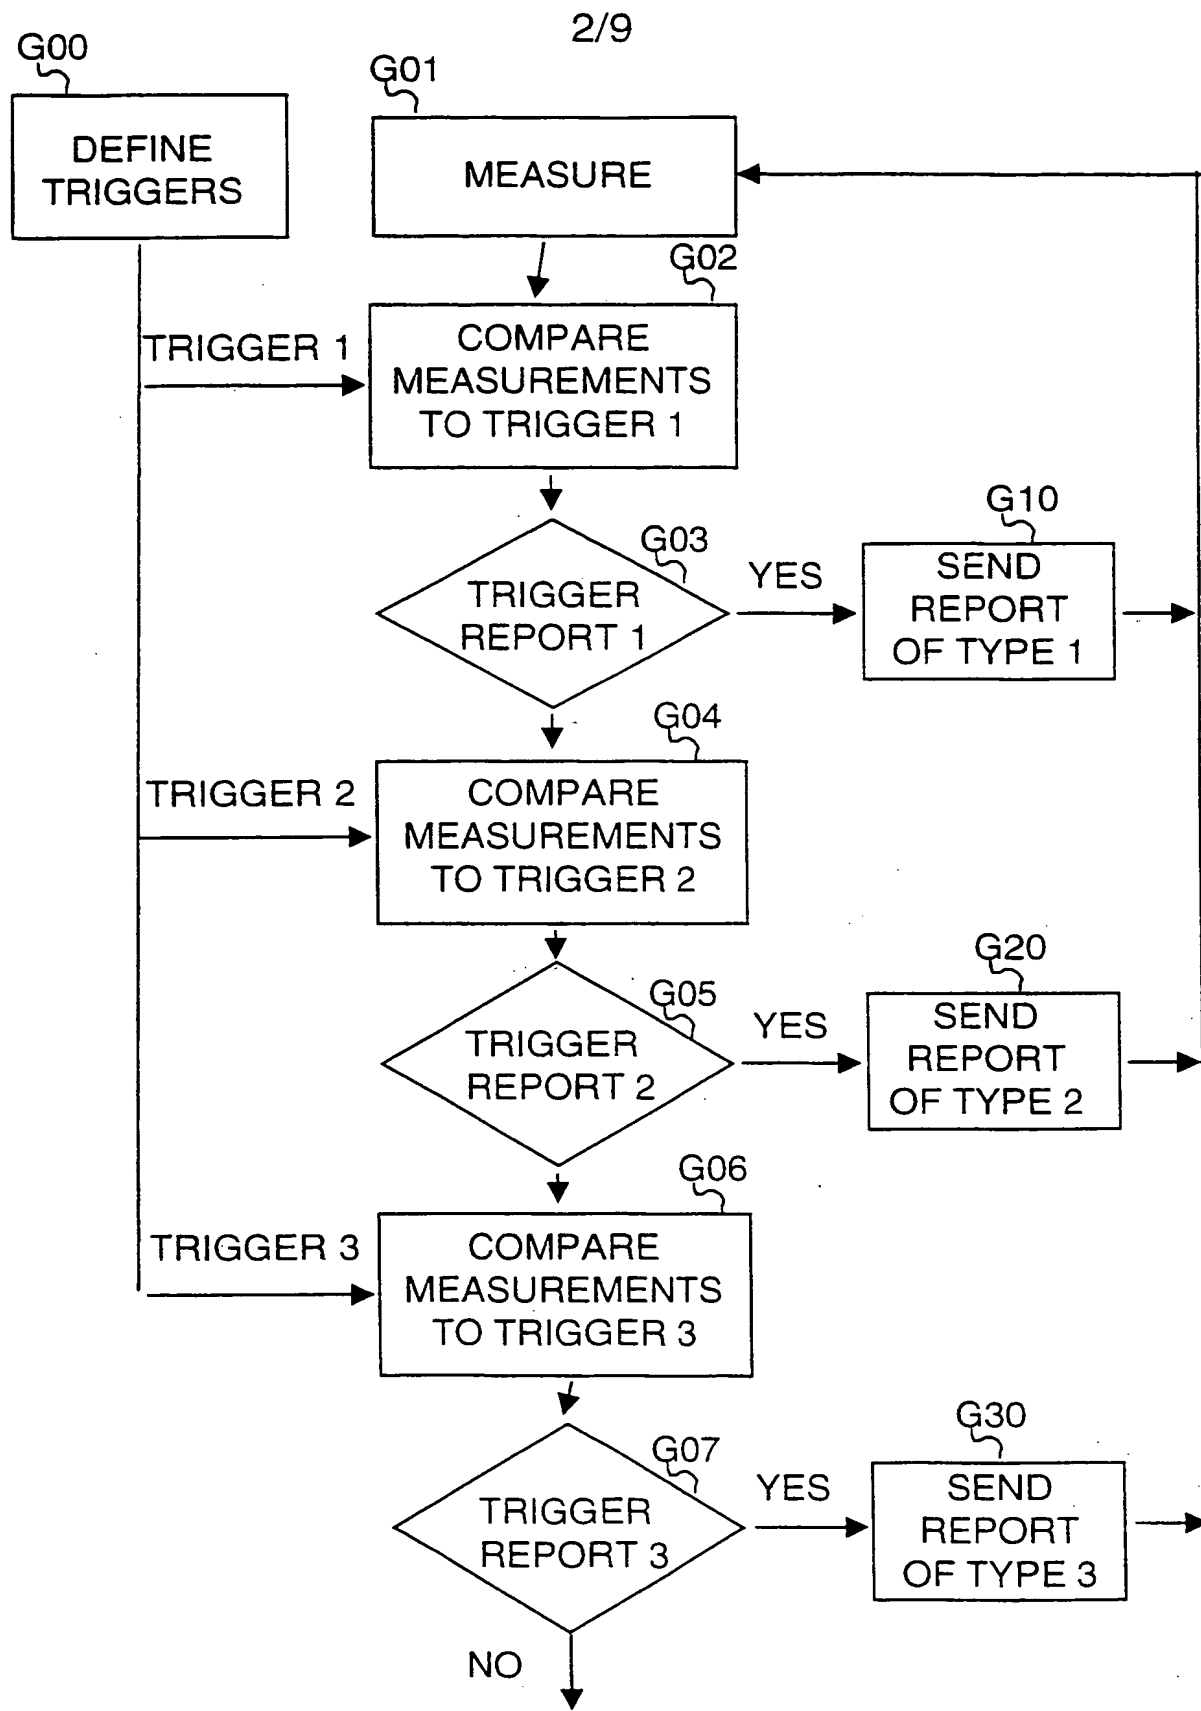 2/9
G00
DEFINE
TRIGGERS
G01
MEASURE
G02
TRIGGER 1
COMPARE
MEASUREMENTS
TO TRIGGER 1
G03
TRIGGER
REPORT 1
YES
G10
SEND
REPORT
OF TYPE 1
G04
TRIGGER 2
COMPARE
MEASUREMENTS
TO TRIGGER 2
G05
TRIGGER
REPORT 2
YES
G20
SEND
REPORT
OF TYPE 2
G06
TRIGGER 3
COMPARE
MEASUREMENTS
TO TRIGGER 3
G07
TRIGGER
REPORT 3
YES
G30
SEND
REPORT
OF TYPE 3
NO